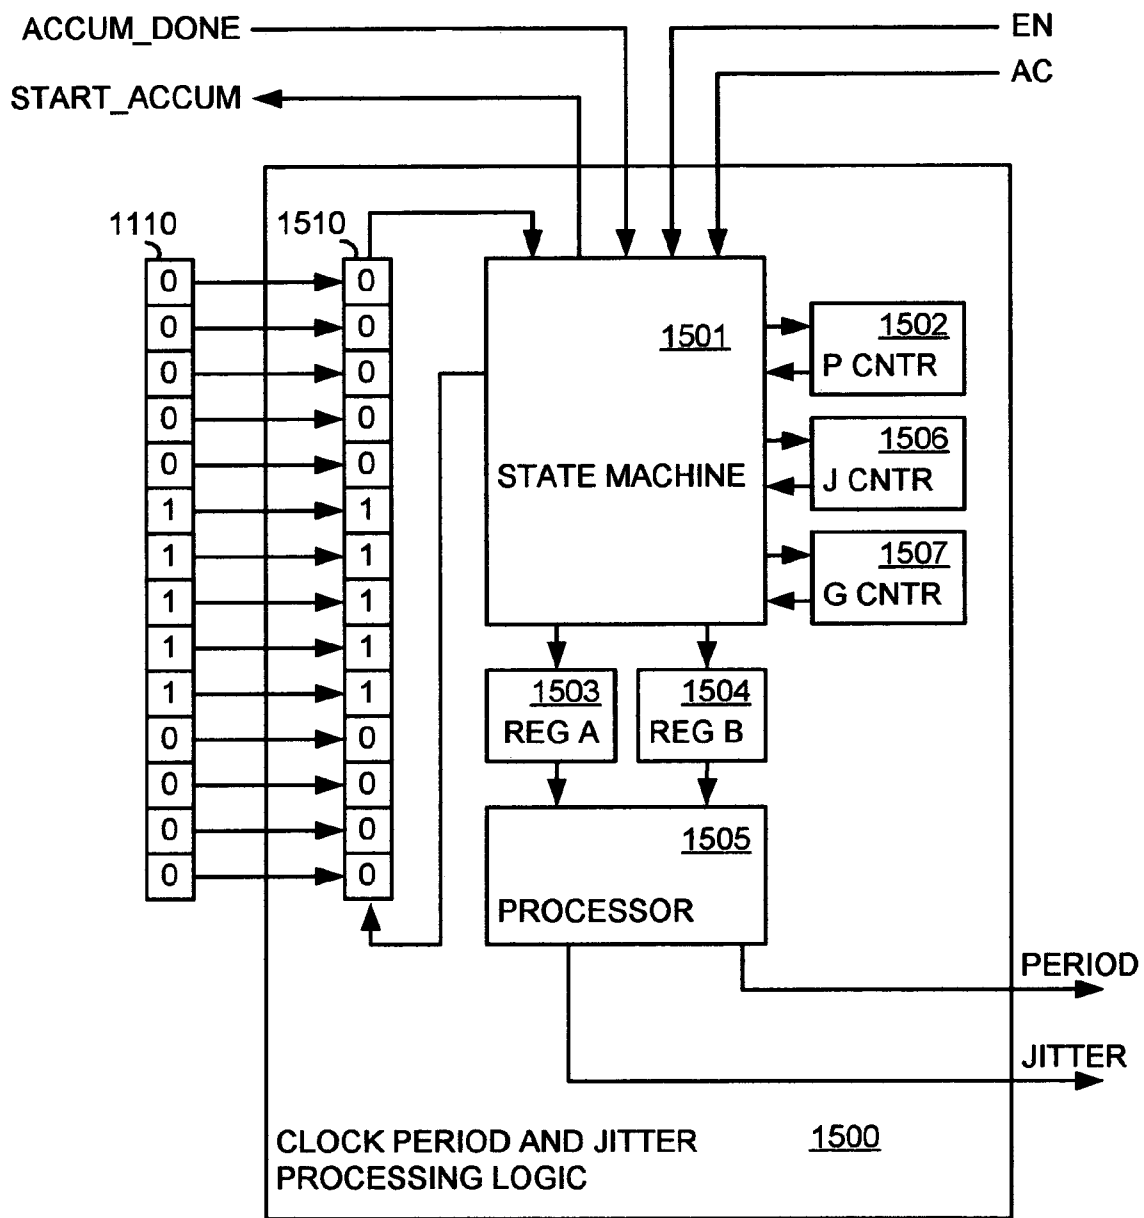 ACCUM_DONE
EN
AC
START_ACCUM
1110
1510
0 0
0 0
0 0
0 0
0 0
1 1
1 1
1 1
1 1
1 1
0 0
0 0
0 0
0 0
1501
STATE MACHINE
1502
P CNTR
1506
J CNTR
1507
G CNTR
1503
REG A
1504
REG B
1505
PROCESSOR
PERIOD
JITTER
CLOCK PERIOD AND JITTER
PROCESSING LOGIC
1500